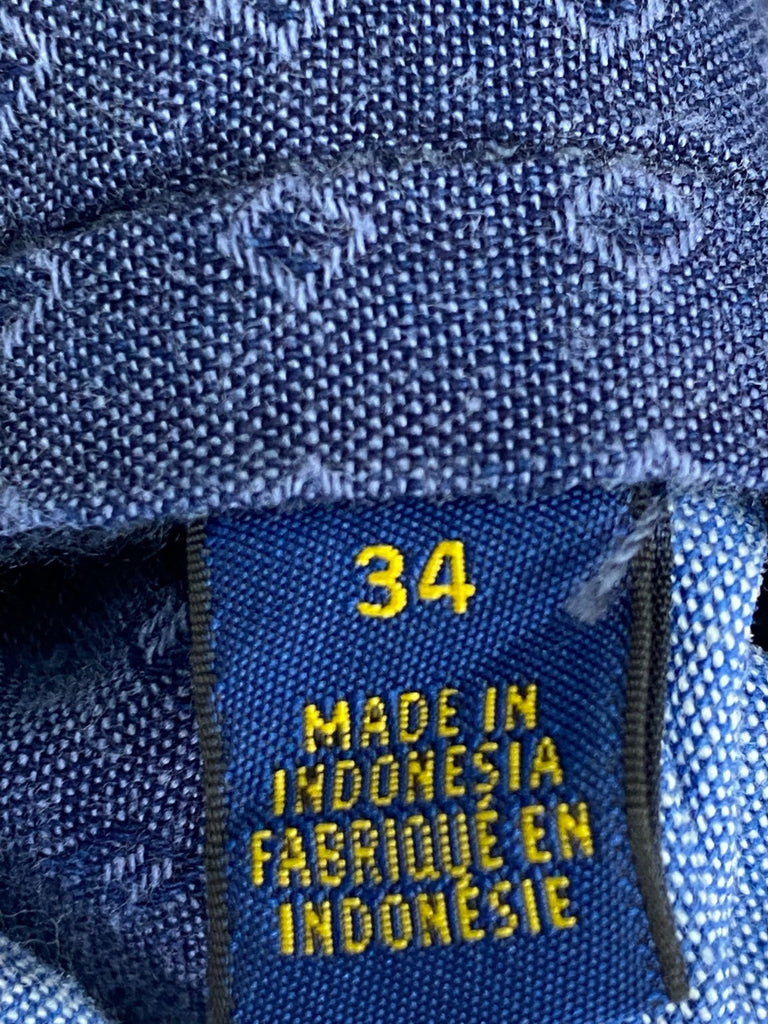 34
MADE IN
INDONESIA
FABRIQUÉ EN
INDONÉSIE